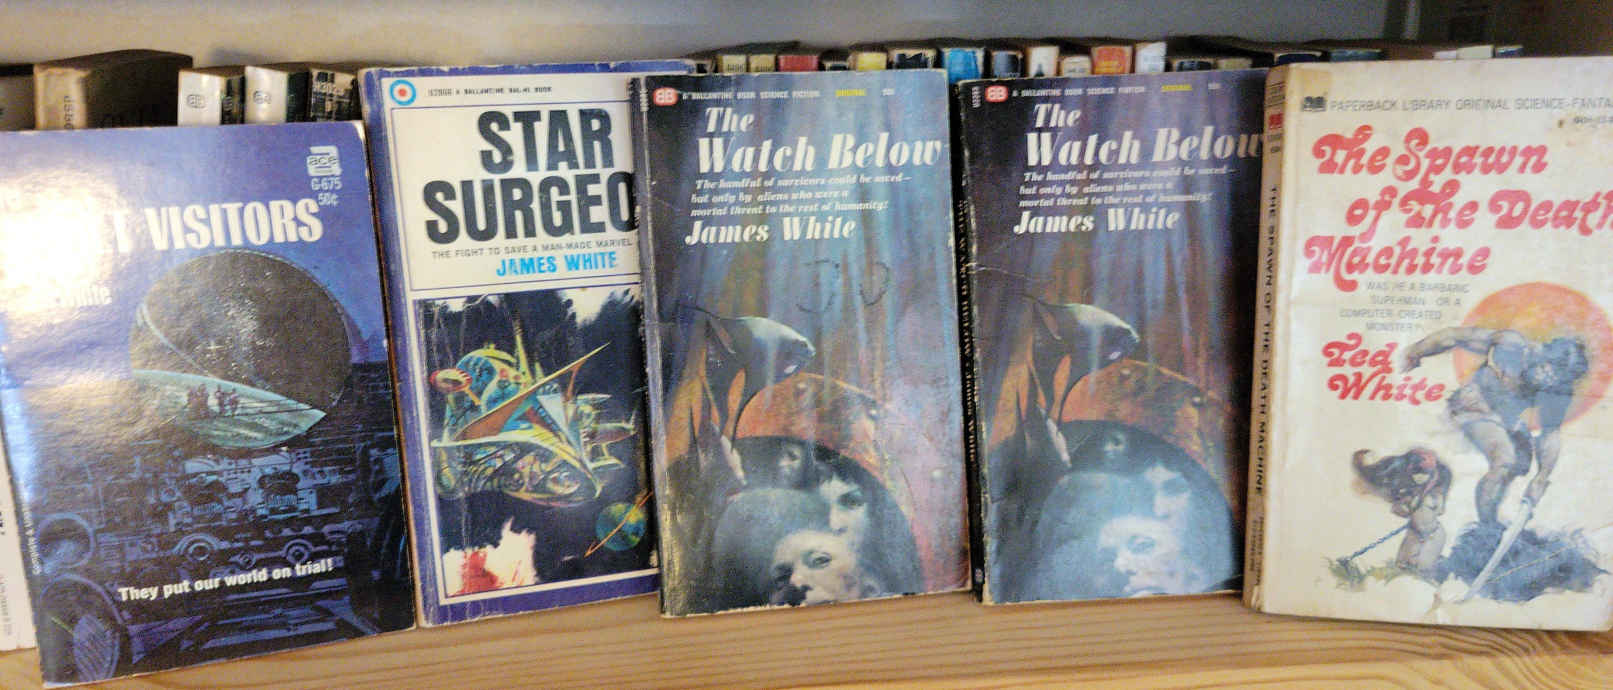 ace
G-675
50¢
VISITORS
They put our world on trial!
A BALLANTINE BAL-HI BOOK
STAR
SURGEO
THE FIGHT TO SAVE A MAN-MADE MARVEL
JAMES WHITE
BB
A BALLANTINE BOOK SCIENCE FICTION ORIGINAL 50¢
The
Watch Below
The handful of survivors could be saved—
but only by aliens who were a
mortal threat to the rest of humanity!
James White
BB
A BALLANTINE BOOK SCIENCE FICTION ORIGINAL 50¢
The
Watch Below
The handful of survivors could be saved—
but only by aliens who were a
mortal threat to the rest of humanity!
James White
THE SPAWN OF THE DEATH MACHINE
PAPERBACK LIBRARY ORIGINAL SCIENCE-FANTA
The Spawn
of The Death
Machine
WAS HE A BARBARIC
SUPERMAN OR A
COMPUTER-CREATED
MONSTER?
Ted
White